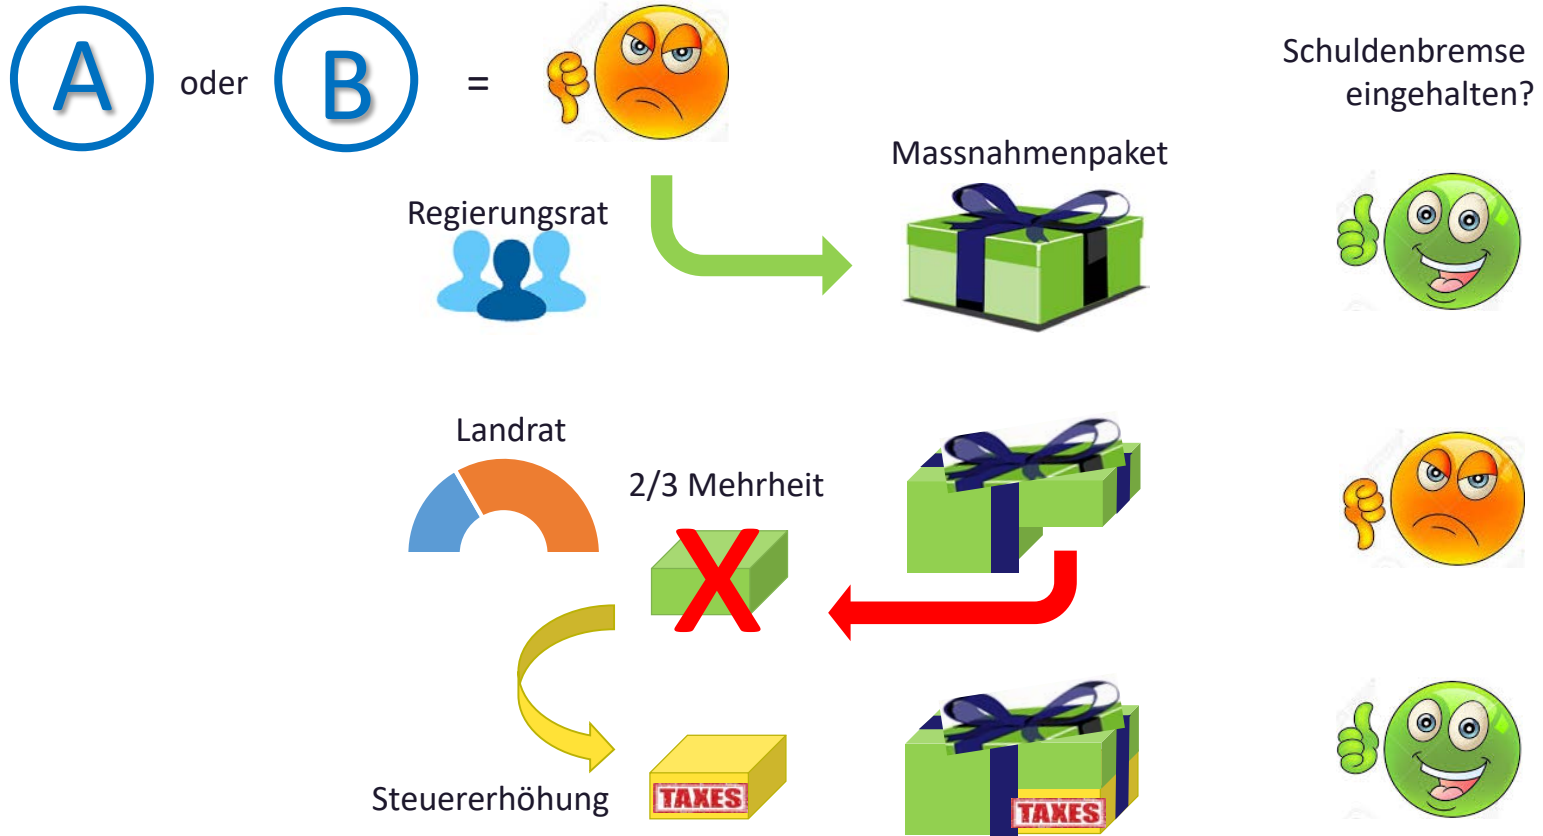 A oder B =
Schuldenbremse
eingehalten?
Massnahmenpaket
Regierungsrat
Landrat
2/3 Mehrheit
X
Steuererhöhung
TAXES
TAXES